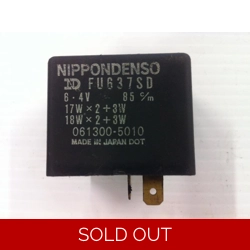 NIPPONDENSO
ND FU637SD
6-4V 85 c/m
17W × 2 + 3W
18W × 2 + 3W
061300-5010
MADE IN JAPAN DOT
SOLD OUT